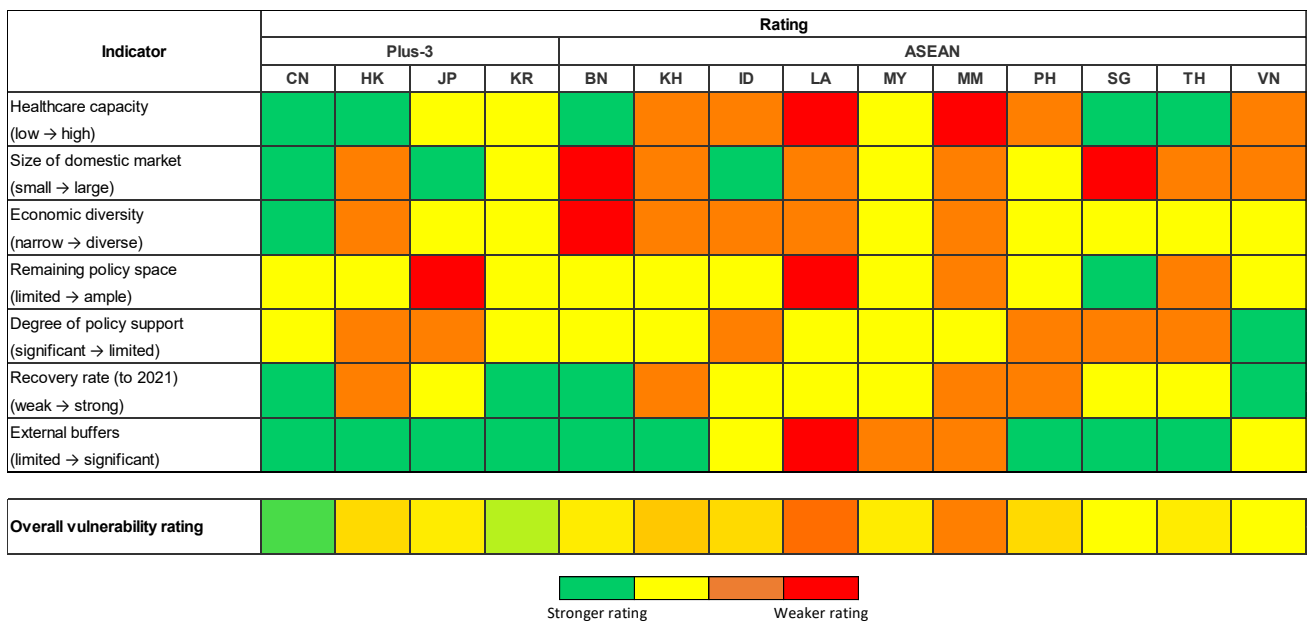 Indicator
Rating
Plus-3
ASEAN
CN HK JP KR BN KH ID LA MY MM PH SG TH VN
Healthcare capacity
(low → high)
Size of domestic market
(small → large)
Economic diversity
(narrow → diverse)
Remaining policy space
(limited → ample)
Degree of policy support
(significant → limited)
Recovery rate (to 2021)
(weak → strong)
External buffers
(limited → significant)
Overall vulnerability rating
Stronger rating
Weaker rating